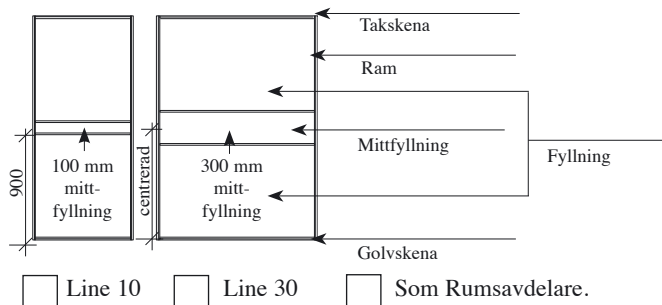 Takskena
Ram
Mittfyllning
Fyllning
Golvskena
900
100 mm
mitt-
fyllning
centrerad
300 mm
mitt-
fyllning
Line 10
Line 30
Som Rumsavdelare.